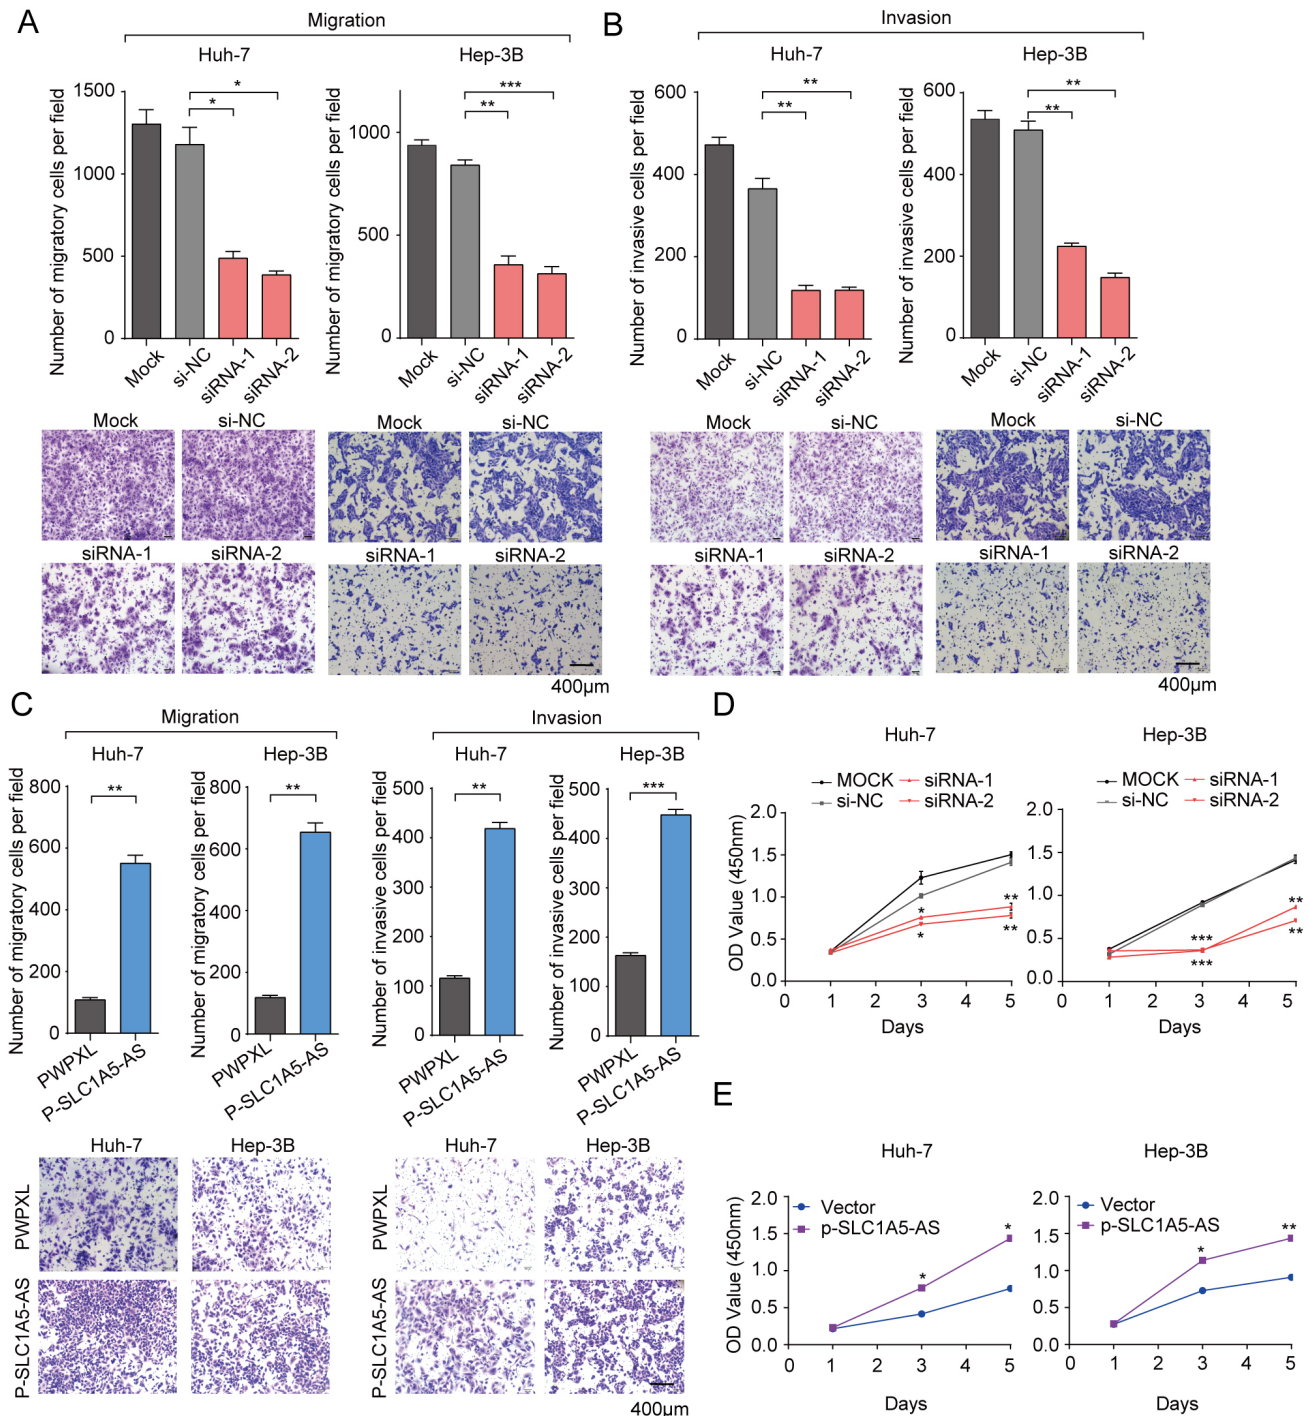 A
Migration
Huh-7
Hep-3B
Number of migratory cells per field
1500
1000
500
0
* *
Mock
si-NC
siRNA-1
siRNA-2
Number of migratory cells per field
1000
500
0
** ***
Mock
si-NC
siRNA-1
siRNA-2
Mock
si-NC
Mock
si-NC
siRNA-1
siRNA-2
siRNA-1
siRNA-2
400μm
B
Invasion
Huh-7
Hep-3B
Number of invasive cells per field
600
400
200
0
** **
Mock
si-NC
siRNA-1
siRNA-2
Number of invasive cells per field
600
400
200
0
** **
Mock
si-NC
siRNA-1
siRNA-2
Mock
si-NC
Mock
si-NC
siRNA-1
siRNA-2
siRNA-1
siRNA-2
400μm
C
Migration
Huh-7
Hep-3B
Number of migratory cells per field
800
600
400
200
0
**
PWPXL
P-SLC1A5-AS
Number of migratory cells per field
800
600
400
200
0
**
PWPXL
P-SLC1A5-AS
Invasion
Huh-7
Hep-3B
Number of invasive cells per field
500
400
300
200
100
0
**
PWPXL
P-SLC1A5-AS
Number of invasive cells per field
500
400
300
200
100
0
***
PWPXL
P-SLC1A5-AS
Huh-7
Hep-3B
Huh-7
Hep-3B
PWPXL
P-SLC1A5-AS
PWPXL
P-SLC1A5-AS
400μm
D
Huh-7
MOCK
si-NC
siRNA-1
siRNA-2
OD Value (450nm)
2.0
1.5
1.0
0.5
0.0
* * ** **
0 1 2 3 4 5
Days
Hep-3B
MOCK
si-NC
siRNA-1
siRNA-2
2.0
1.5
1.0
0.5
0.0
*** *** ** **
0 1 2 3 4 5
Days
E
Huh-7
Vector
p-SLC1A5-AS
OD Value (450nm)
2.0
1.5
1.0
0.5
0.0
* *
0 1 2 3 4 5
Days
Hep-3B
Vector
p-SLC1A5-AS
2.0
1.5
1.0
0.5
0.0
* **
0 1 2 3 4 5
Days